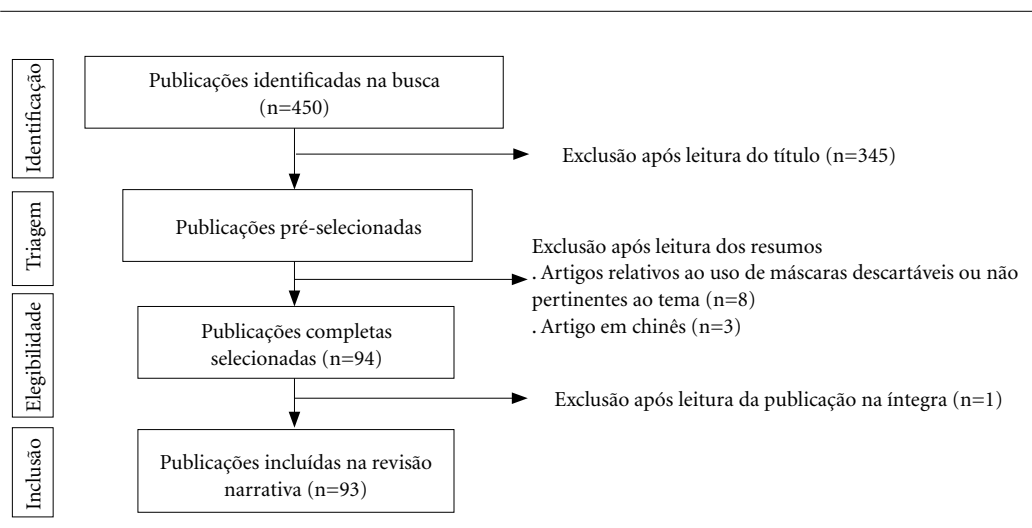 Identificação
Publicações identificadas na busca
(n=450)
Exclusão após leitura do título (n=345)
Triagem
Publicações pré-selecionadas
Exclusão após leitura dos resumos
. Artigos relativos ao uso de máscaras descartáveis ou não
pertinentes ao tema (n=8)
. Artigo em chinês (n=3)
Elegibilidade
Publicações completas
selecionadas (n=94)
Exclusão após leitura da publicação na íntegra (n=1)
Inclusão
Publicações incluídas na revisão
narrativa (n=93)